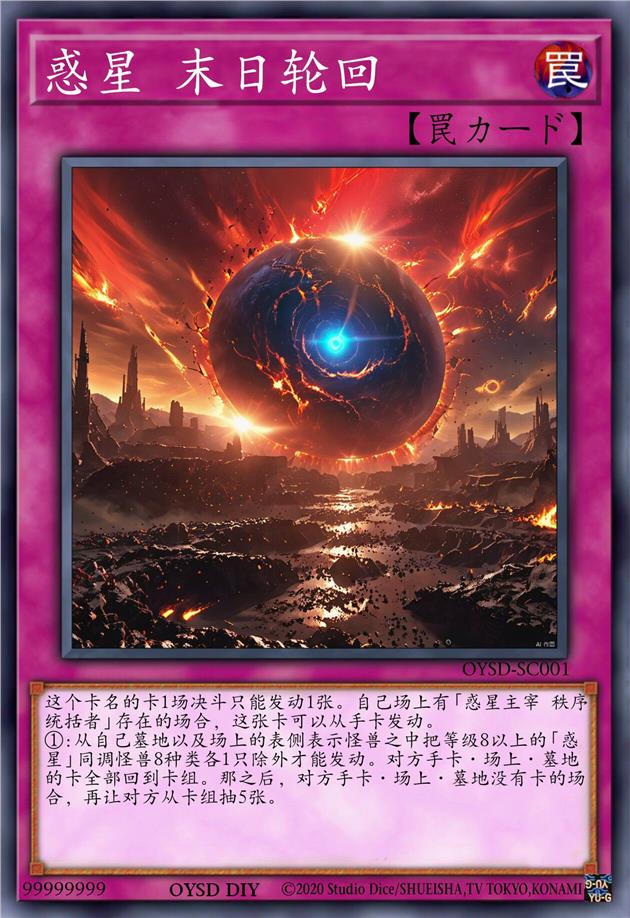 惑星 末日轮回
罠
【罠カード】
AI 作图
OYSD-SC001
这个卡名的卡1场决斗只能发动1张。自己场上有「惑星主宰 秩序
统括者」存在的场合，这张卡可以从手卡发动。
①：从自己墓地以及场上的表侧表示怪兽之中把等级8以上的「惑
星」同调怪兽8种类各1只除外才能发动。对方手卡·场上·墓地
的卡全部回到卡组。那之后，对方手卡·场上·墓地没有卡的场
合，再让对方从卡组抽5张。
99999999 OYSD DIY ©2020 Studio Dice/SHUEISHA,TV TOKYO,KONAMI
YU-G